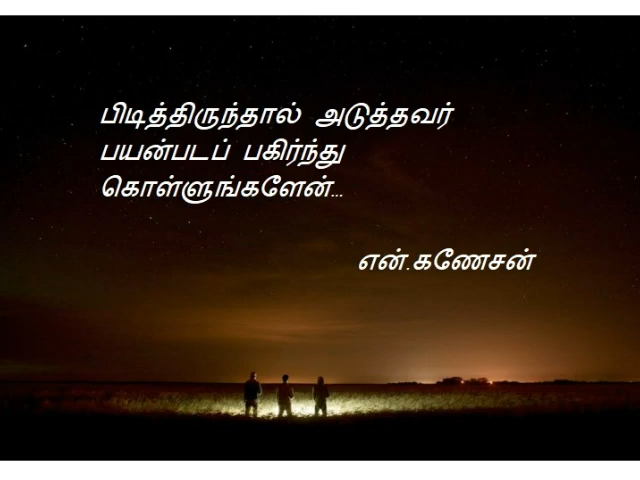 பிடித்திருந்தால் அடுத்தவர்
பயன்படப் பகிர்ந்து
கொள்ளுங்களேன்...
என்.கணேசன்